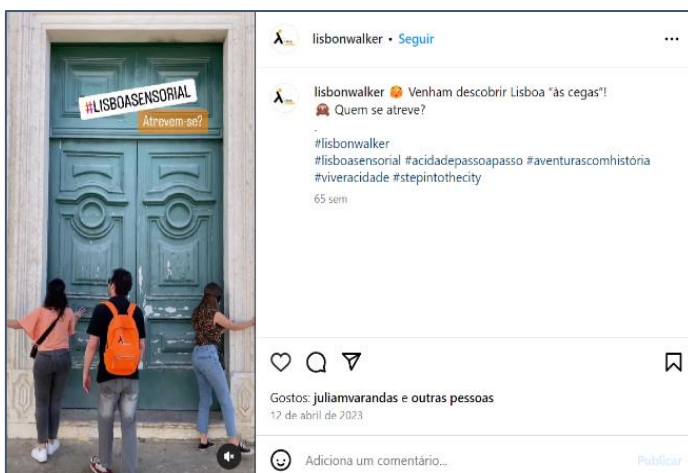 #LISBOASENSORIAL
Atrevem-se?
lisbonwalker • Seguir
lisbonwalker 🥸 Venham descobrir Lisboa "às cegas"!
🙈 Quem se atreve?
.
#lisbonwalker
#lisboasensorial #acidadepassoapasso #aventurascomhistória
#viveracidade #stepintothecity
65 sem
Gostos: juliamvarandas e outras pessoas
12 de abril de 2023
Adiciona um comentário...
Publicar